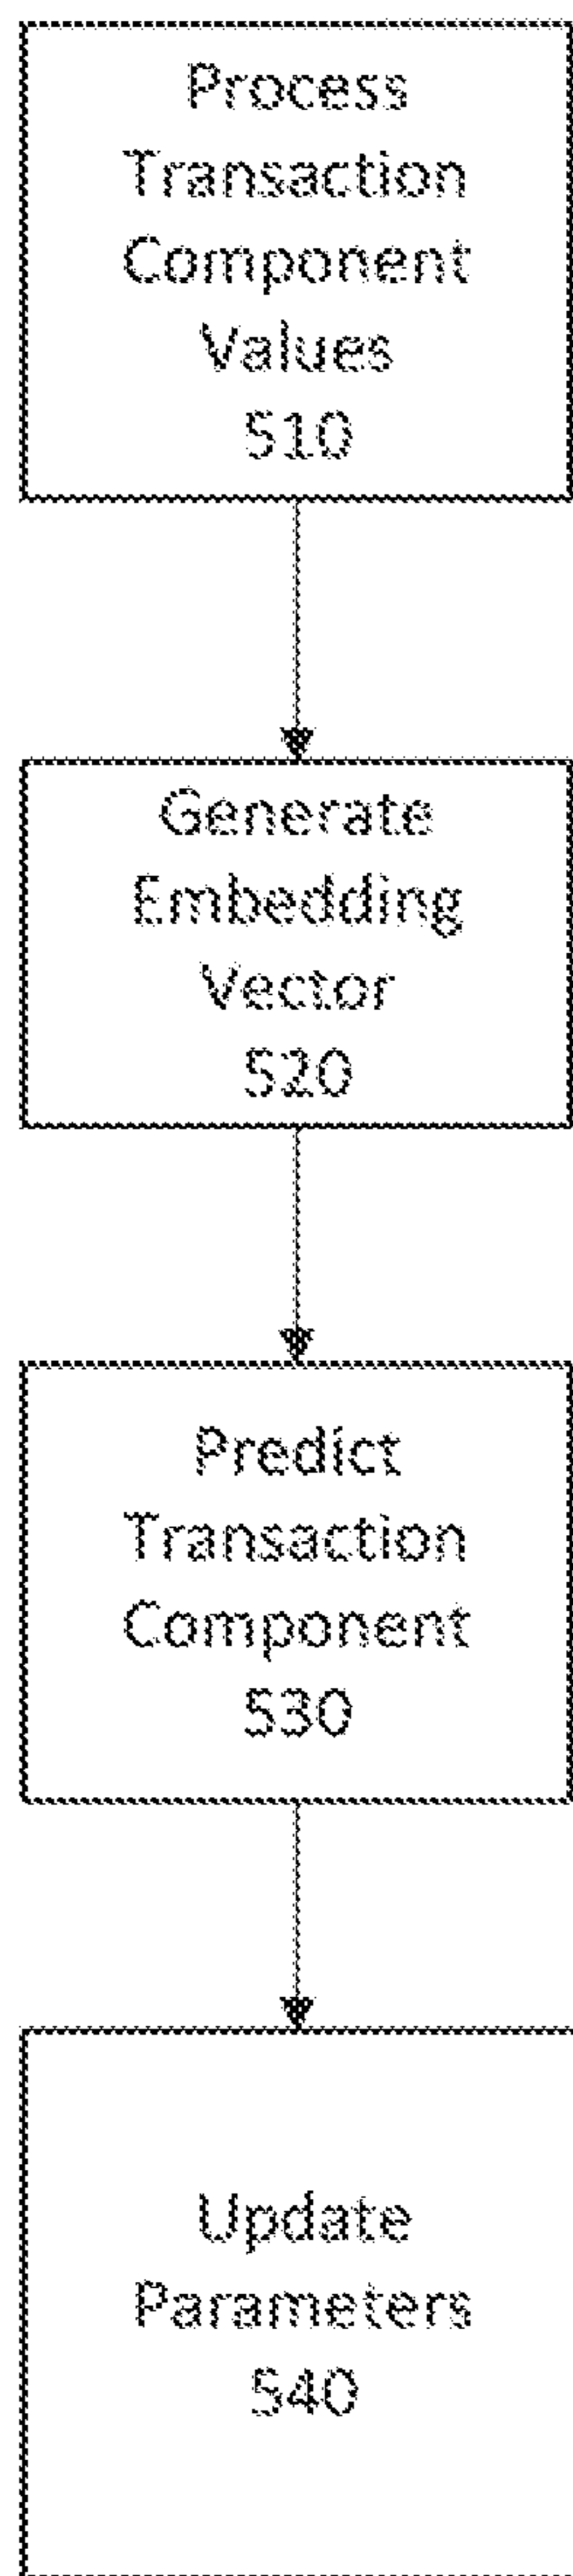 Process
Transaction
Component
Values
510
Generate
Embedding
Vector
520
Predict
Transaction
Component
530
Update
Parameters
540